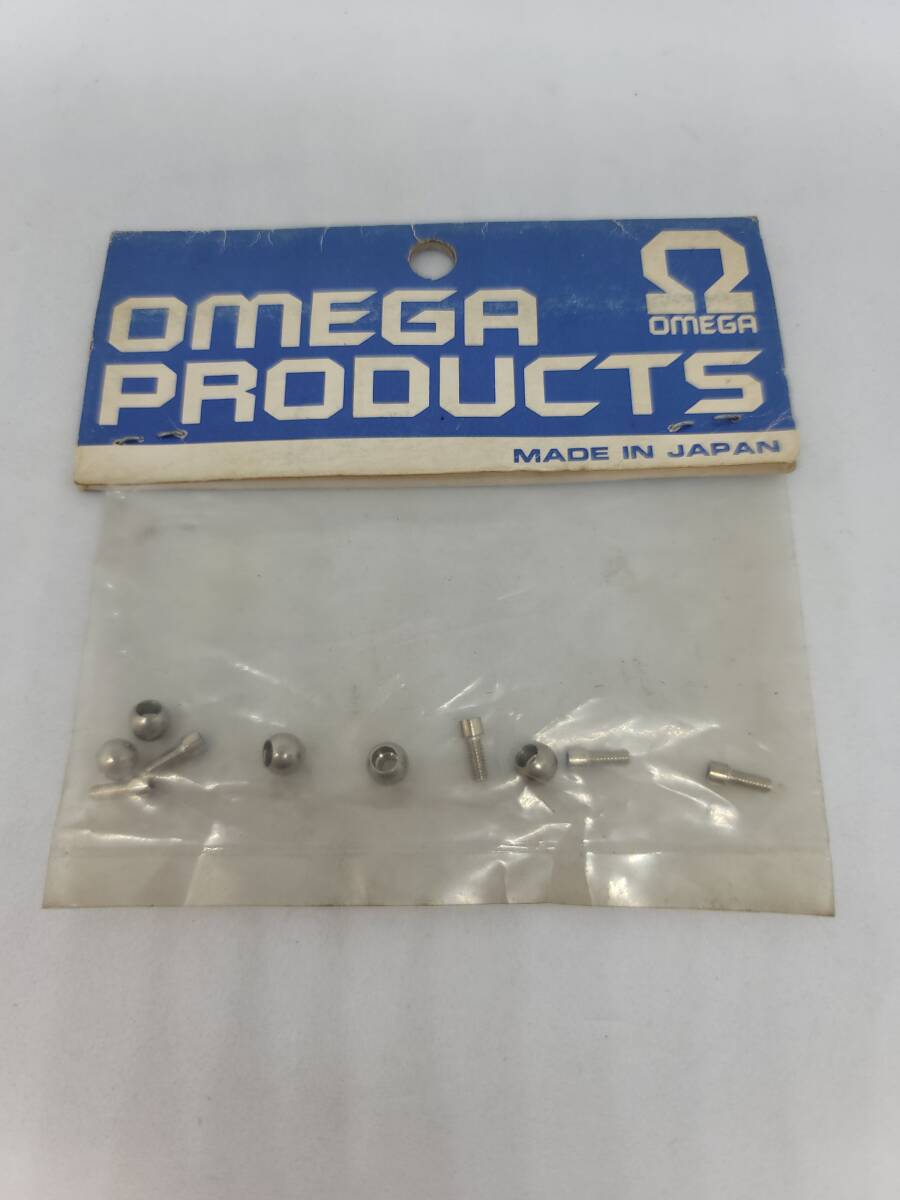 Ω
OMEGA
OMEGA
PRODUCTS
MADE IN JAPAN